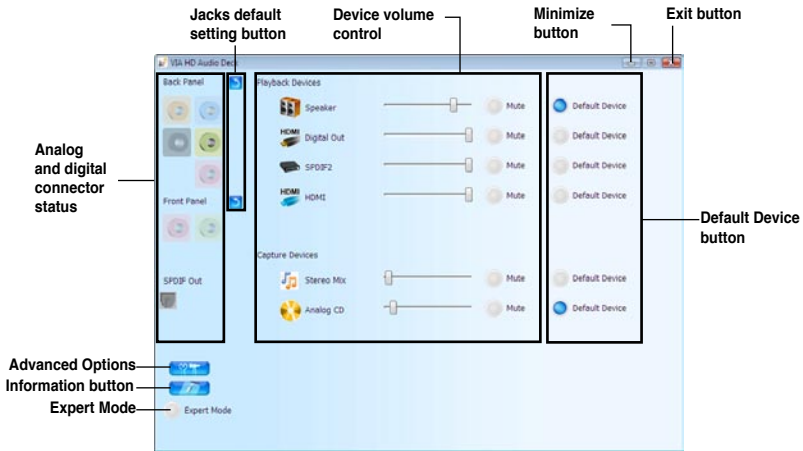 Jacks default
setting button
Device volume
control
Minimize
button
Exit button
VIA HD Audio Deck
Back Panel
Playback Devices
Speaker
Mute
Default Device
HDMI
Digital Out
Mute
Default Device
SPDIF2
Mute
Default Device
Analog
and digital
connector
status
Front Panel
HDMI
HDMI
Mute
Default Device
Default Device
button
Capture Devices
SPDIF Out
Stereo Mix
Mute
Default Device
Analog CD
Mute
Default Device
Advanced Options
Information button
Expert Mode
Expert Mode